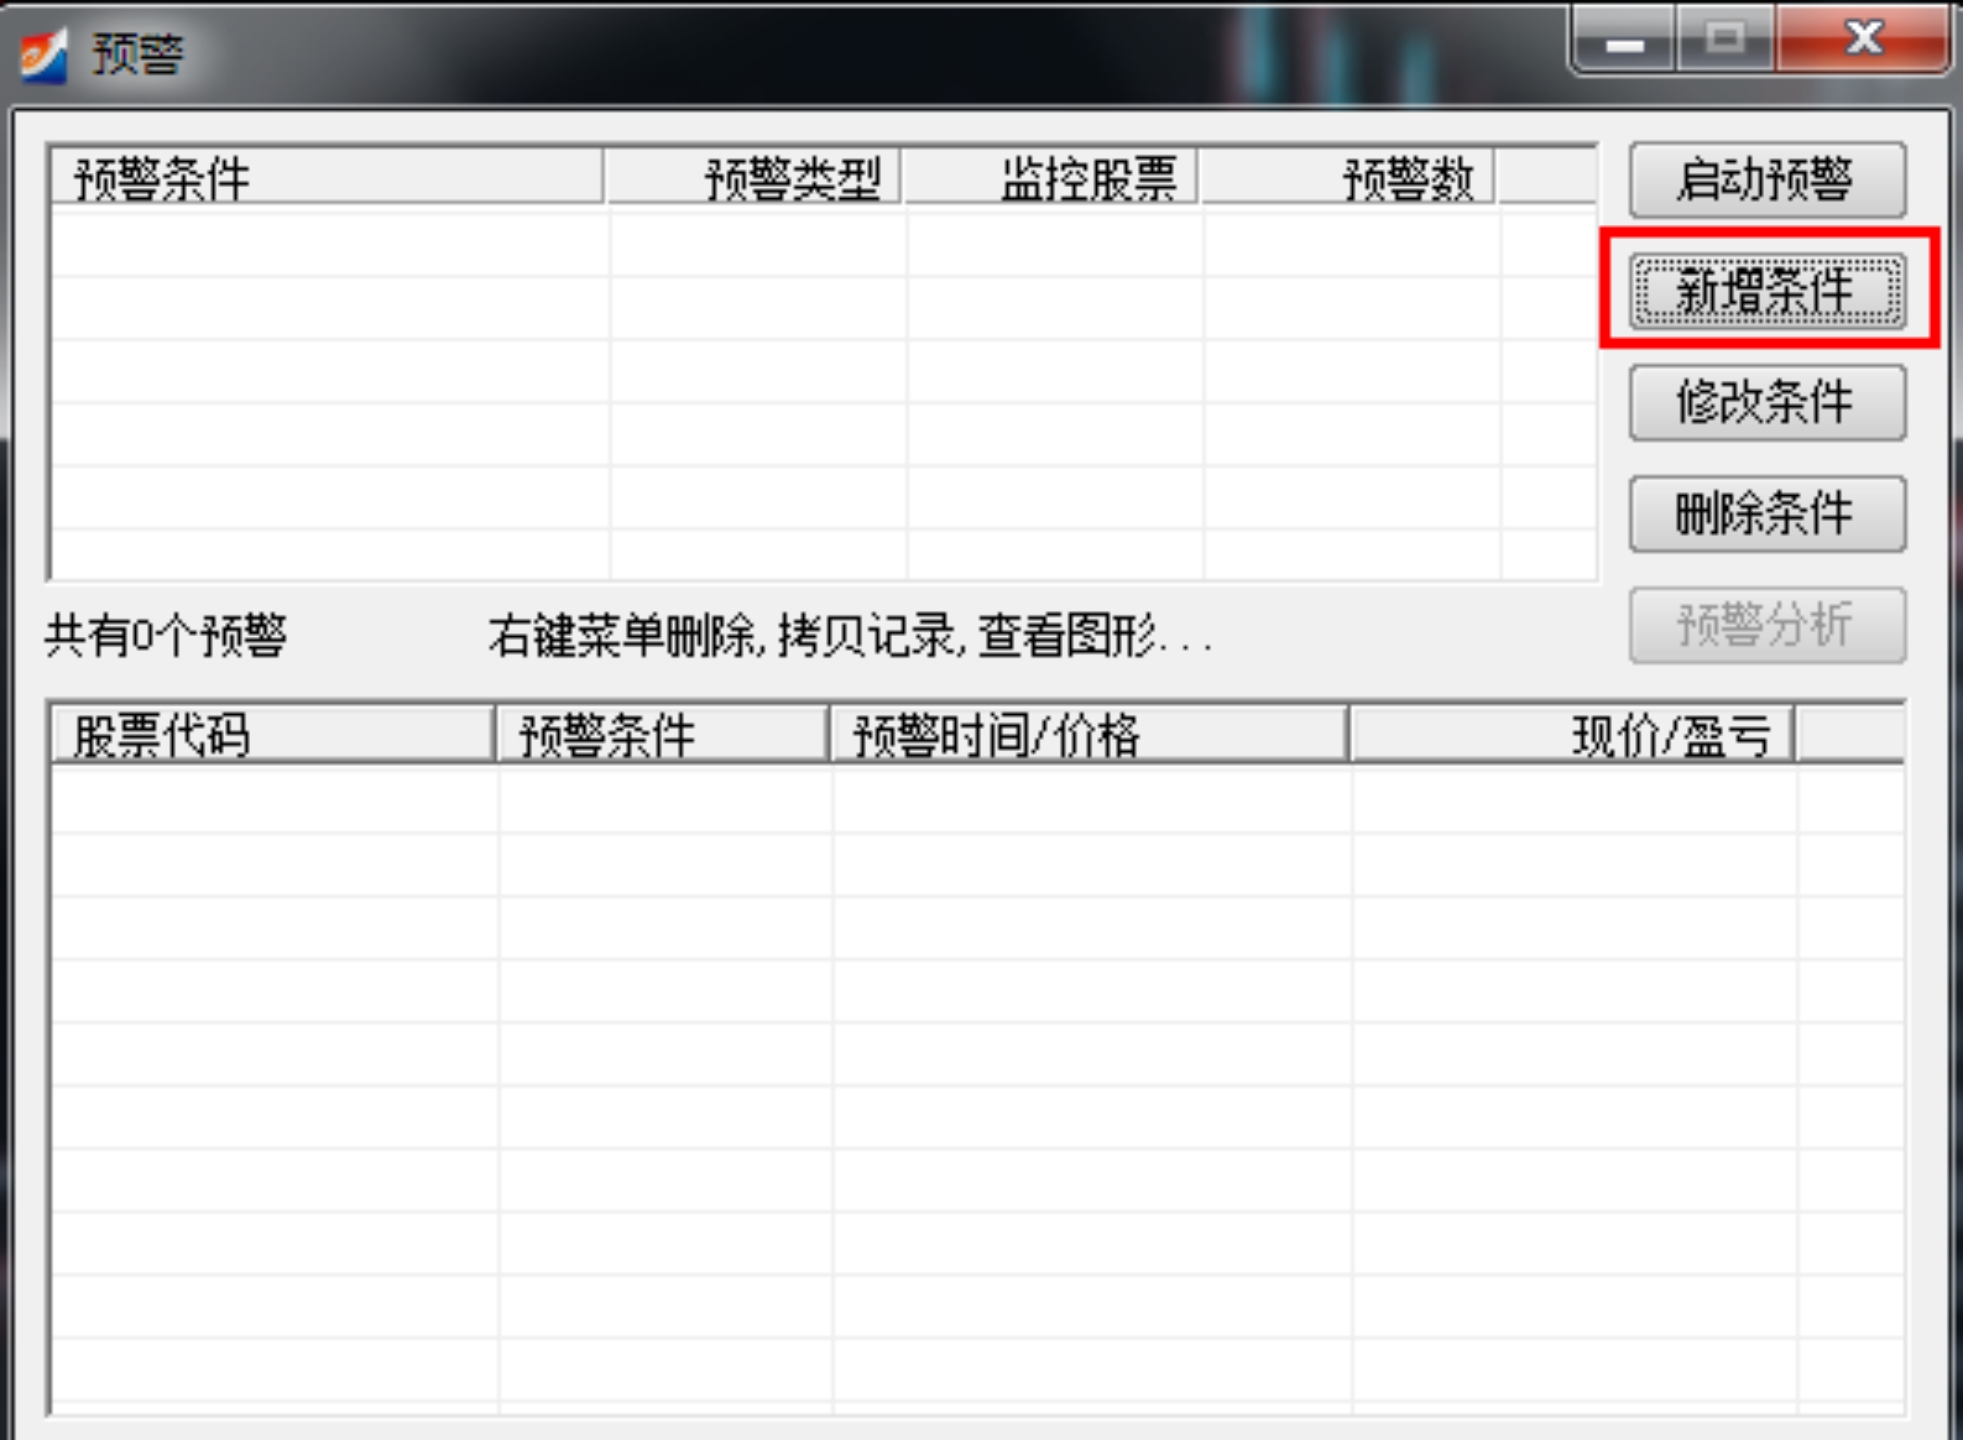 预警
预警条件 预警类型 监控股票 预警数
启动预警
新增条件
修改条件
删除条件
预警分析
共有0个预警 右键菜单删除,拷贝记录,查看图形...
股票代码 预警条件 预警时间/价格 现价/盈亏